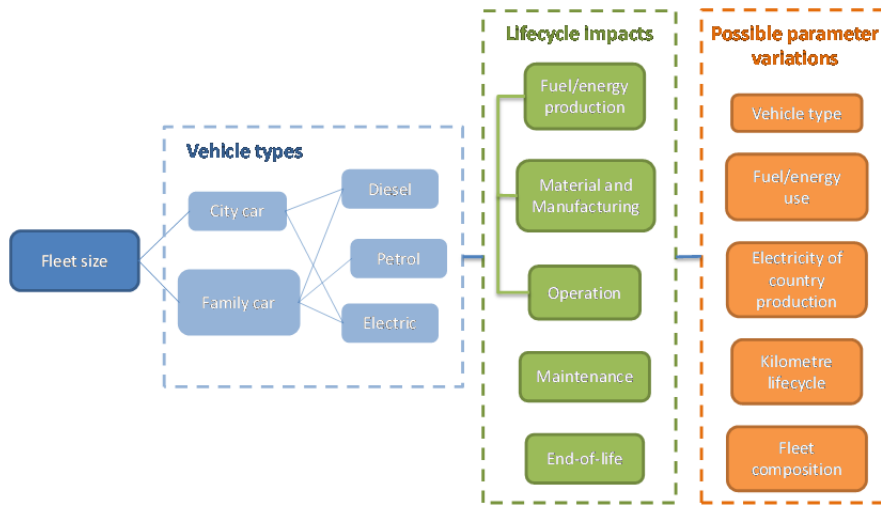 Fleet size
Vehicle types
City car
Family car
Diesel
Petrol
Electric
Lifecycle impacts
Fuel/energy
production
Material and
Manufacturing
Operation
Maintenance
End-of-life
Possible parameter
variations
Vehicle type
Fuel/energy
use
Electricity of
country
production
Kilometre
lifecycle
Fleet
composition